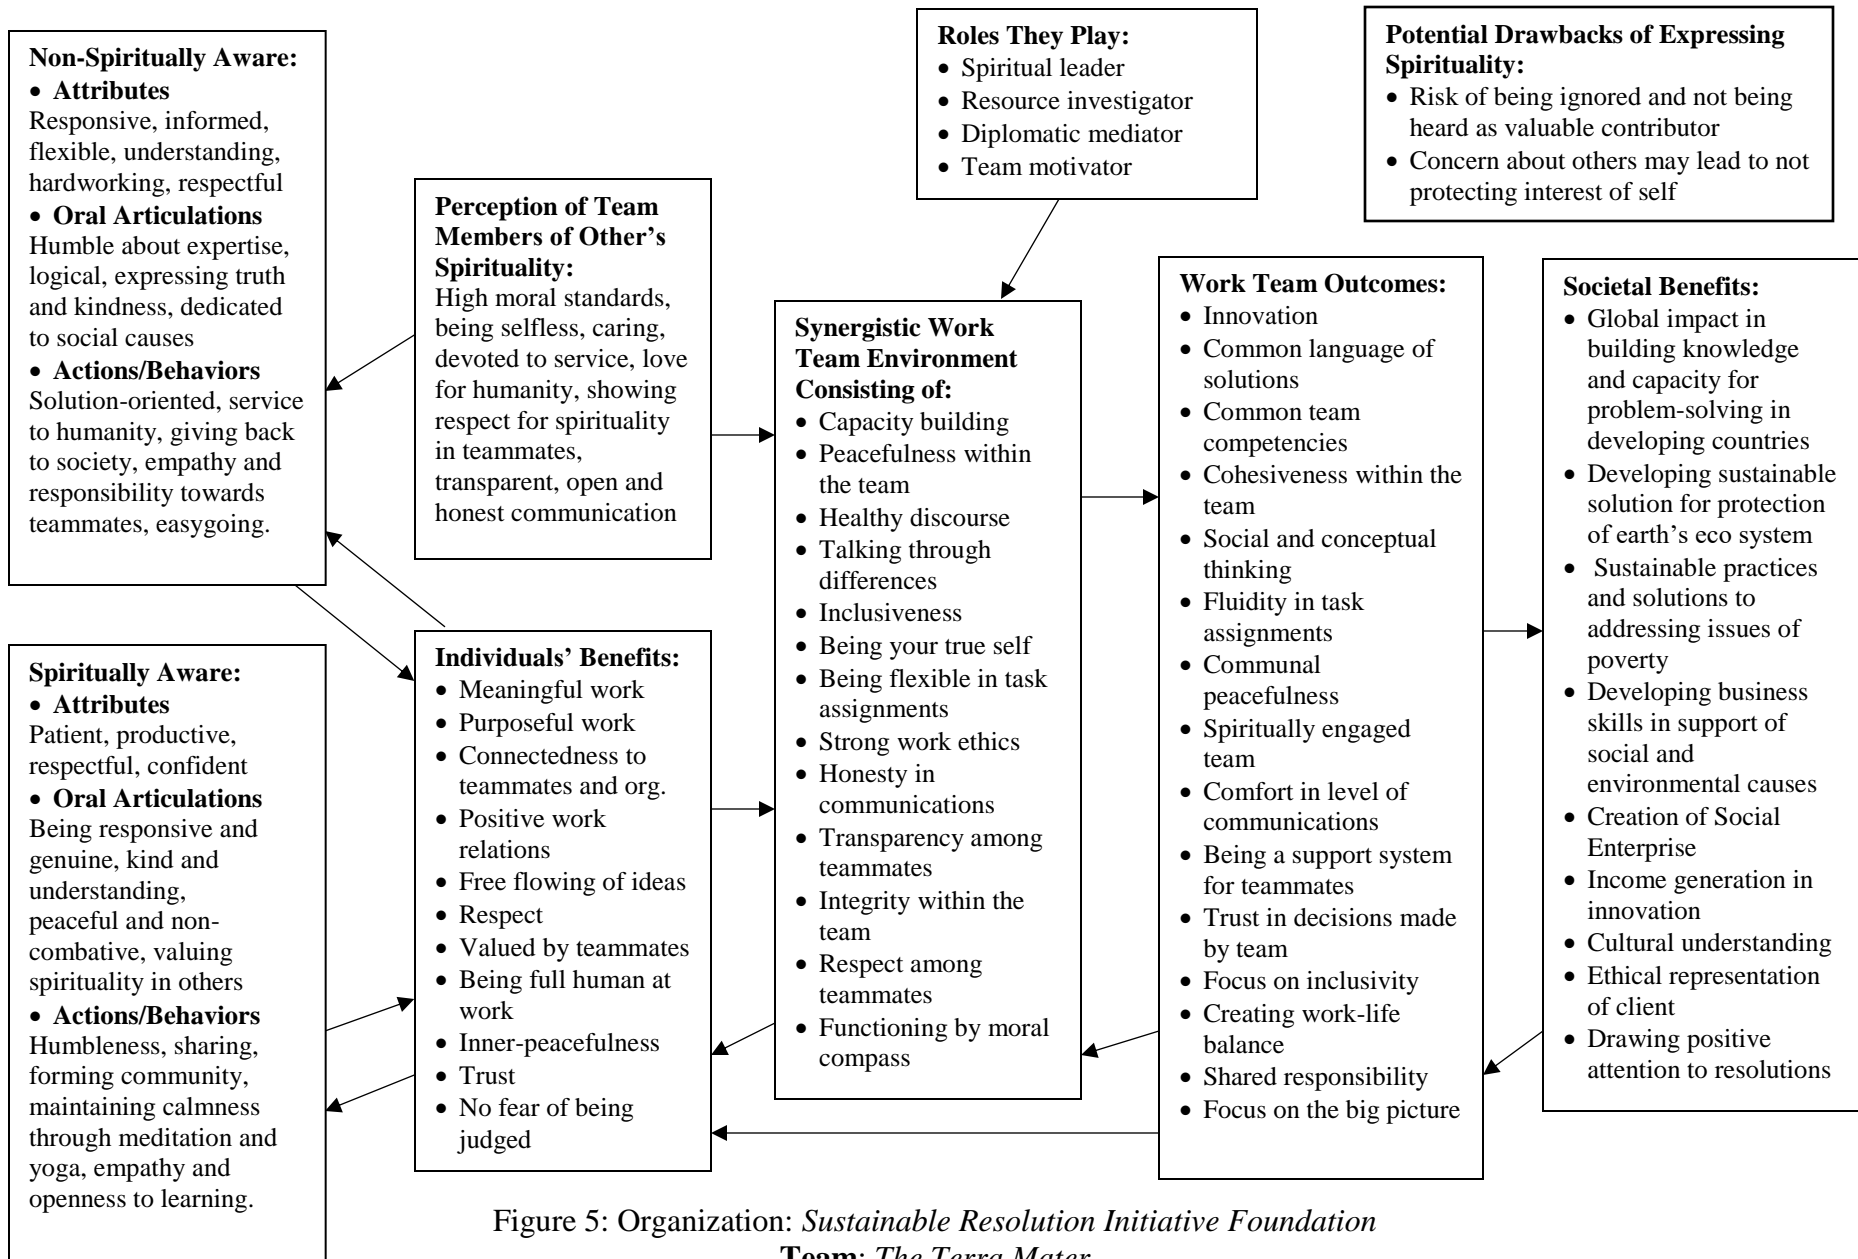 Non-Spiritually Aware:
• Attributes
Responsive, informed,
flexible, understanding,
hardworking, respectful
• Oral Articulations
Humble about expertise,
logical, expressing truth
and kindness, dedicated
to social causes
• Actions/Behaviors
Solution-oriented, service
to humanity, giving back
to society, empathy and
responsibility towards
teammates, easygoing.
Spiritually Aware:
• Attributes
Patient, productive,
respectful, confident
• Oral Articulations
Being responsive and
genuine, kind and
understanding,
peaceful and non-
combative, valuing
spirituality in others
• Actions/Behaviors
Humbleness, sharing,
forming community,
maintaining calmness
through meditation and
yoga, empathy and
openness to learning.
Perception of Team
Members of Other's
Spirituality:
High moral standards,
being selfless, caring,
devoted to service, love
for humanity, showing
respect for spirituality
in teammates,
transparent, open and
honest communication
Individuals' Benefits:
• Meaningful work
• Purposeful work
• Connectedness to
teammates and org.
• Positive work
relations
• Free flowing of ideas
• Respect
• Valued by teammates
• Being full human at
work
• Inner-peacefulness
• Trust
• No fear of being
judged
Roles They Play:
• Spiritual leader
• Resource investigator
• Diplomatic mediator
• Team motivator
Synergistic Work
Team Environment
Consisting of:
• Capacity building
• Peacefulness within
the team
• Healthy discourse
• Talking through
differences
• Inclusiveness
• Being your true self
• Being flexible in task
assignments
• Strong work ethics
• Honesty in
communications
• Transparency among
teammates
• Integrity within the
team
• Respect among
teammates
• Functioning by moral
compass
Potential Drawbacks of Expressing
Spirituality:
• Risk of being ignored and not being
heard as valuable contributor
• Concern about others may lead to not
protecting interest of self
Work Team Outcomes:
• Innovation
• Common language of
solutions
• Common team
competencies
• Cohesiveness within the
team
• Social and conceptual
thinking
• Fluidity in task
assignments
• Communal
peacefulness
• Spiritually engaged
team
• Comfort in level of
communications
• Being a support system
for teammates
• Trust in decisions made
by team
• Focus on inclusivity
• Creating work-life
balance
• Shared responsibility
• Focus on the big picture
Societal Benefits:
• Global impact in
building knowledge
and capacity for
problem-solving in
developing countries
• Developing sustainable
solution for protection
of earth's eco system
• Sustainable practices
and solutions to
addressing issues of
poverty
• Developing business
skills in support of
social and
environmental causes
• Creation of Social
Enterprise
• Income generation in
innovation
• Cultural understanding
• Ethical representation
of client
• Drawing positive
attention to resolutions
Figure 5: Organization: Sustainable Resolution Initiative Foundation
Team: The Terra Mater